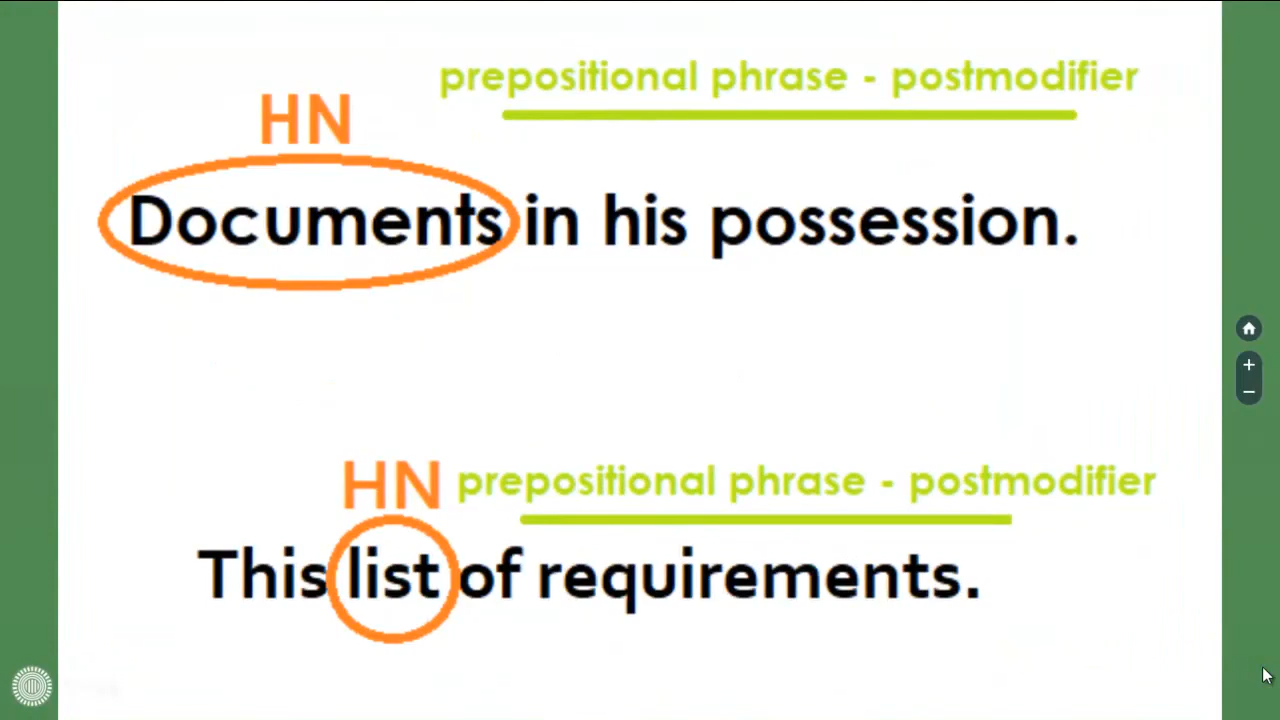 prepositional phrase - postmodifier
HN
Documents in his possession.
HN prepositional phrase - postmodifier
This list of requirements.